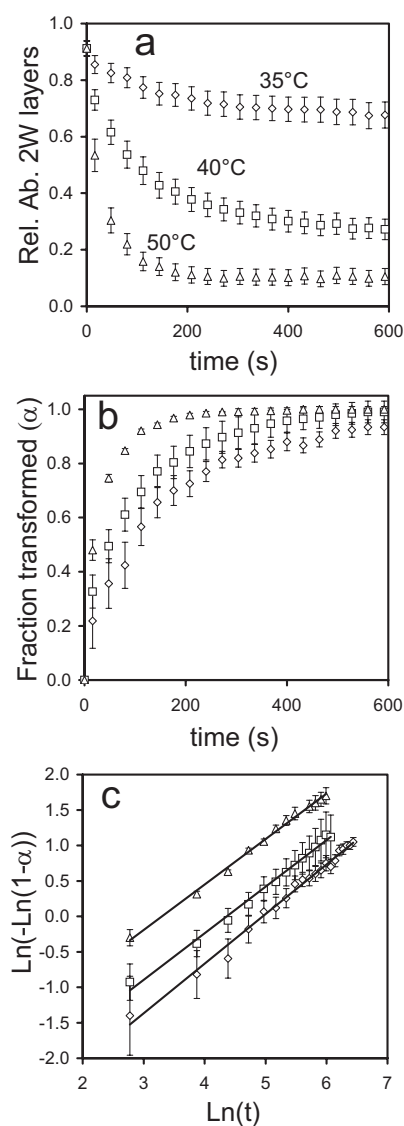 a
Rel. Ab. 2W layers
1.0
0.8
0.6
0.4
0.2
0.0
35°C
40°C
50°C
0 200 400 600
time (s)
b
Fraction transformed (α)
1.0
0.8
0.6
0.4
0.2
0.0
0 200 400 600
time (s)
c
Ln(-Ln(1-α))
2.0
1.5
1.0
0.5
0.0
-0.5
-1.0
-1.5
-2.0
2 3 4 5 6 7
Ln(t)